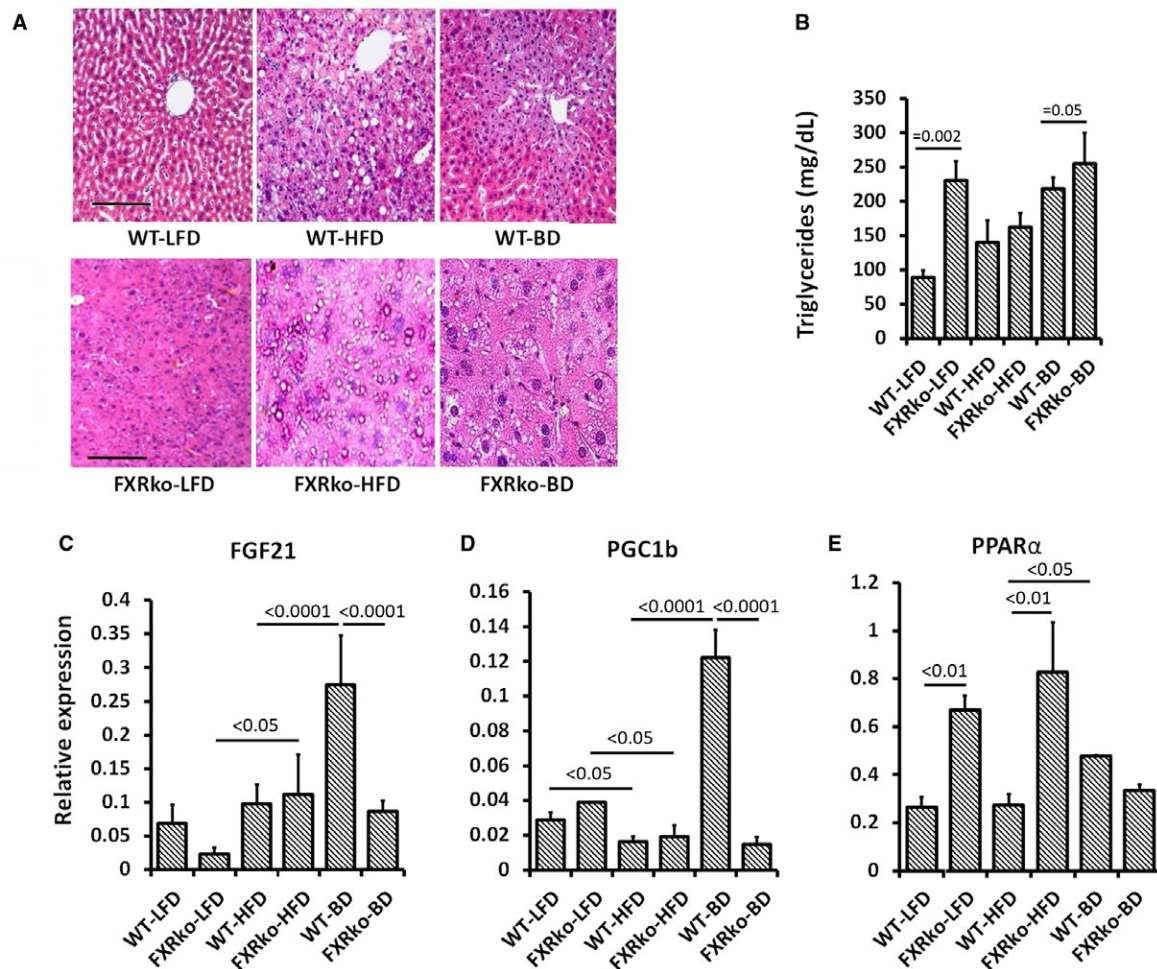 A
WT-LFD WT-HFD WT-BD
FXRko-LFD FXRko-HFD FXRko-BD
B
Triglycerides (mg/dL)
350
300
250
200
150
100
50
0
=0.002
=0.05
WT-LFD
FXRko-LFD
WT-HFD
FXRko-HFD
WT-BD
FXRko-BD
C
FGF21
Relative expression
0.4
0.35
0.3
0.25
0.2
0.15
0.1
0.05
0
<0.0001 <0.0001
<0.05
WT-LFD
FXRko-LFD
WT-HFD
FXRko-HFD
WT-BD
FXRko-BD
D
PGC1b
0.16
0.14
0.12
0.1
0.08
0.06
0.04
0.02
0
<0.0001 <0.0001
<0.05
<0.05
WT-LFD
FXRko-LFD
WT-HFD
FXRko-HFD
WT-BD
FXRko-BD
E
PPARα
1.2
1
0.8
0.6
0.4
0.2
0
<0.05
<0.01
<0.01
WT-LFD
FXRko-LFD
WT-HFD
FXRko-HFD
WT-BD
FXRko-BD